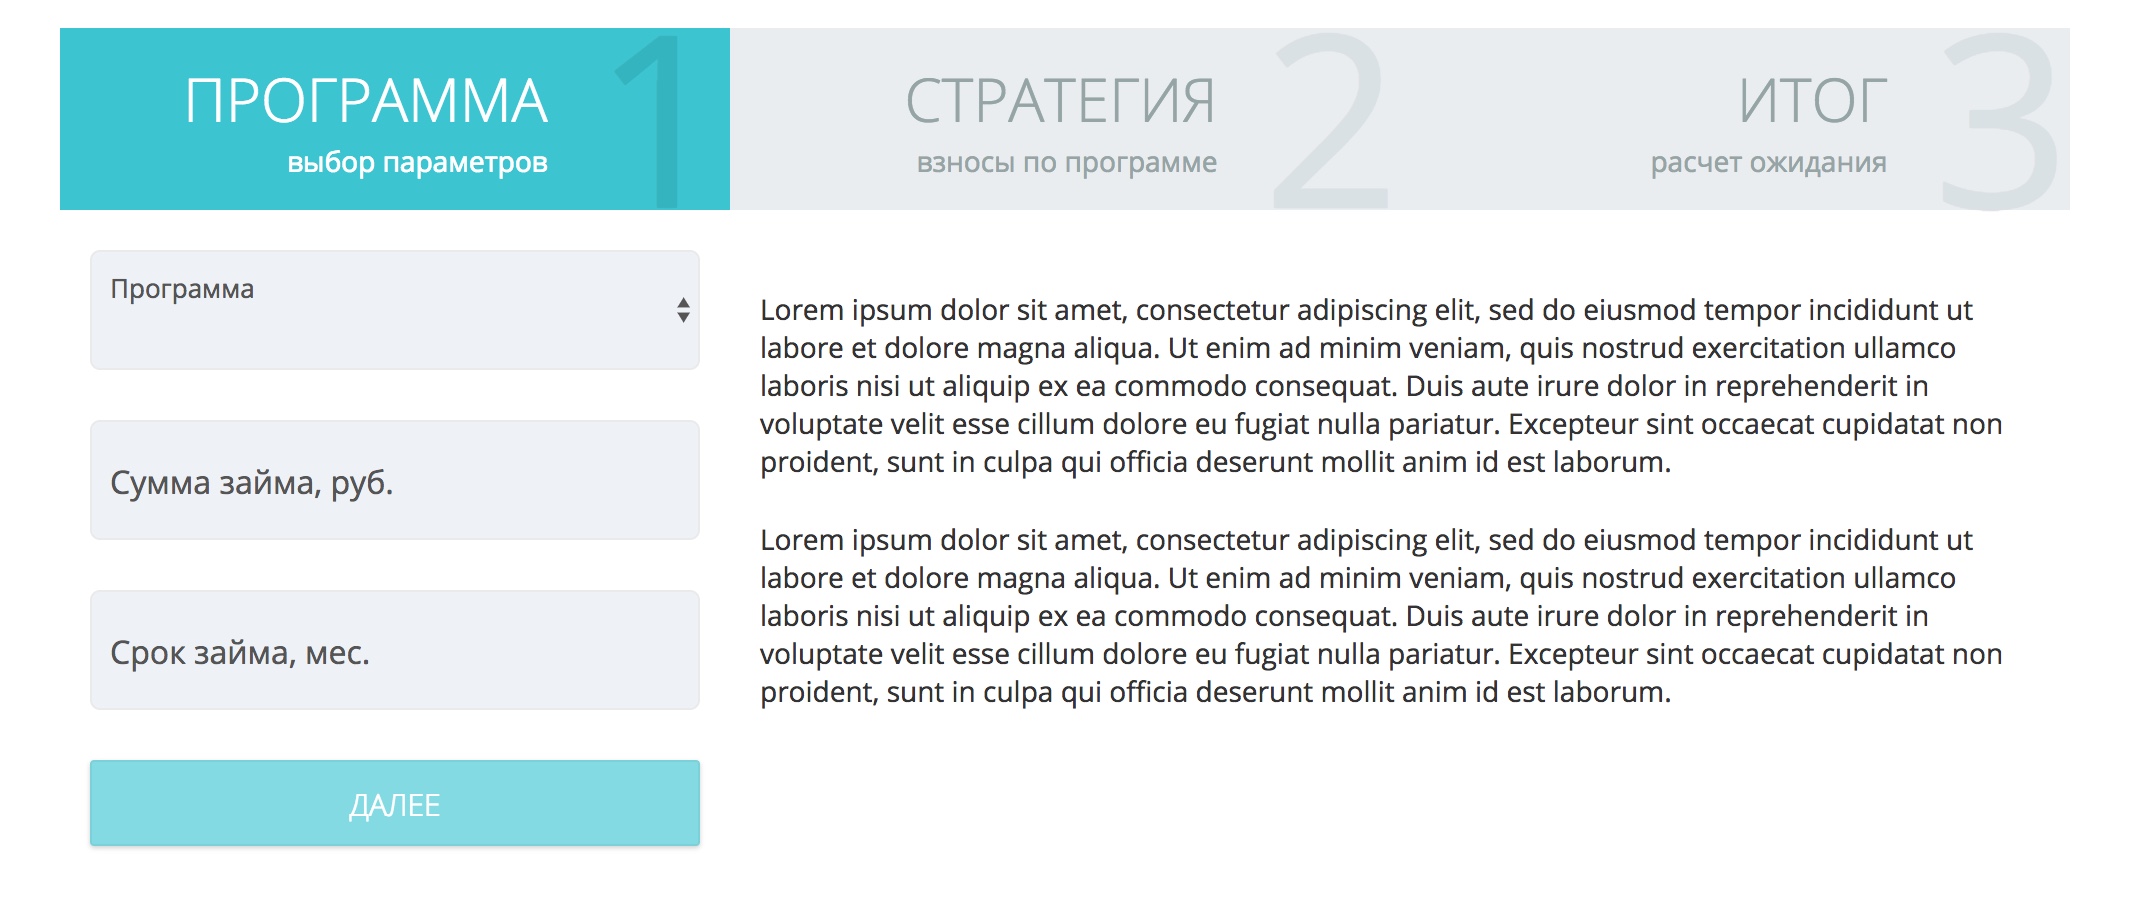 ПРОГРАММА
выбор параметров
1
СТРАТЕГИЯ
взносы по программе
2
ИТОГ
расчет ожидания
3
Программа
Сумма займа, руб.
Срок займа, мес.
ДАЛЕЕ
Lorem ipsum dolor sit amet, consectetur adipiscing elit, sed do eiusmod tempor incididunt ut
labore et dolore magna aliqua. Ut enim ad minim veniam, quis nostrud exercitation ullamco
laboris nisi ut aliquip ex ea commodo consequat. Duis aute irure dolor in reprehenderit in
voluptate velit esse cillum dolore eu fugiat nulla pariatur. Excepteur sint occaecat cupidatat non
proident, sunt in culpa qui officia deserunt mollit anim id est laborum.
Lorem ipsum dolor sit amet, consectetur adipiscing elit, sed do eiusmod tempor incididunt ut
labore et dolore magna aliqua. Ut enim ad minim veniam, quis nostrud exercitation ullamco
laboris nisi ut aliquip ex ea commodo consequat. Duis aute irure dolor in reprehenderit in
voluptate velit esse cillum dolore eu fugiat nulla pariatur. Excepteur sint occaecat cupidatat non
proident, sunt in culpa qui officia deserunt mollit anim id est laborum.